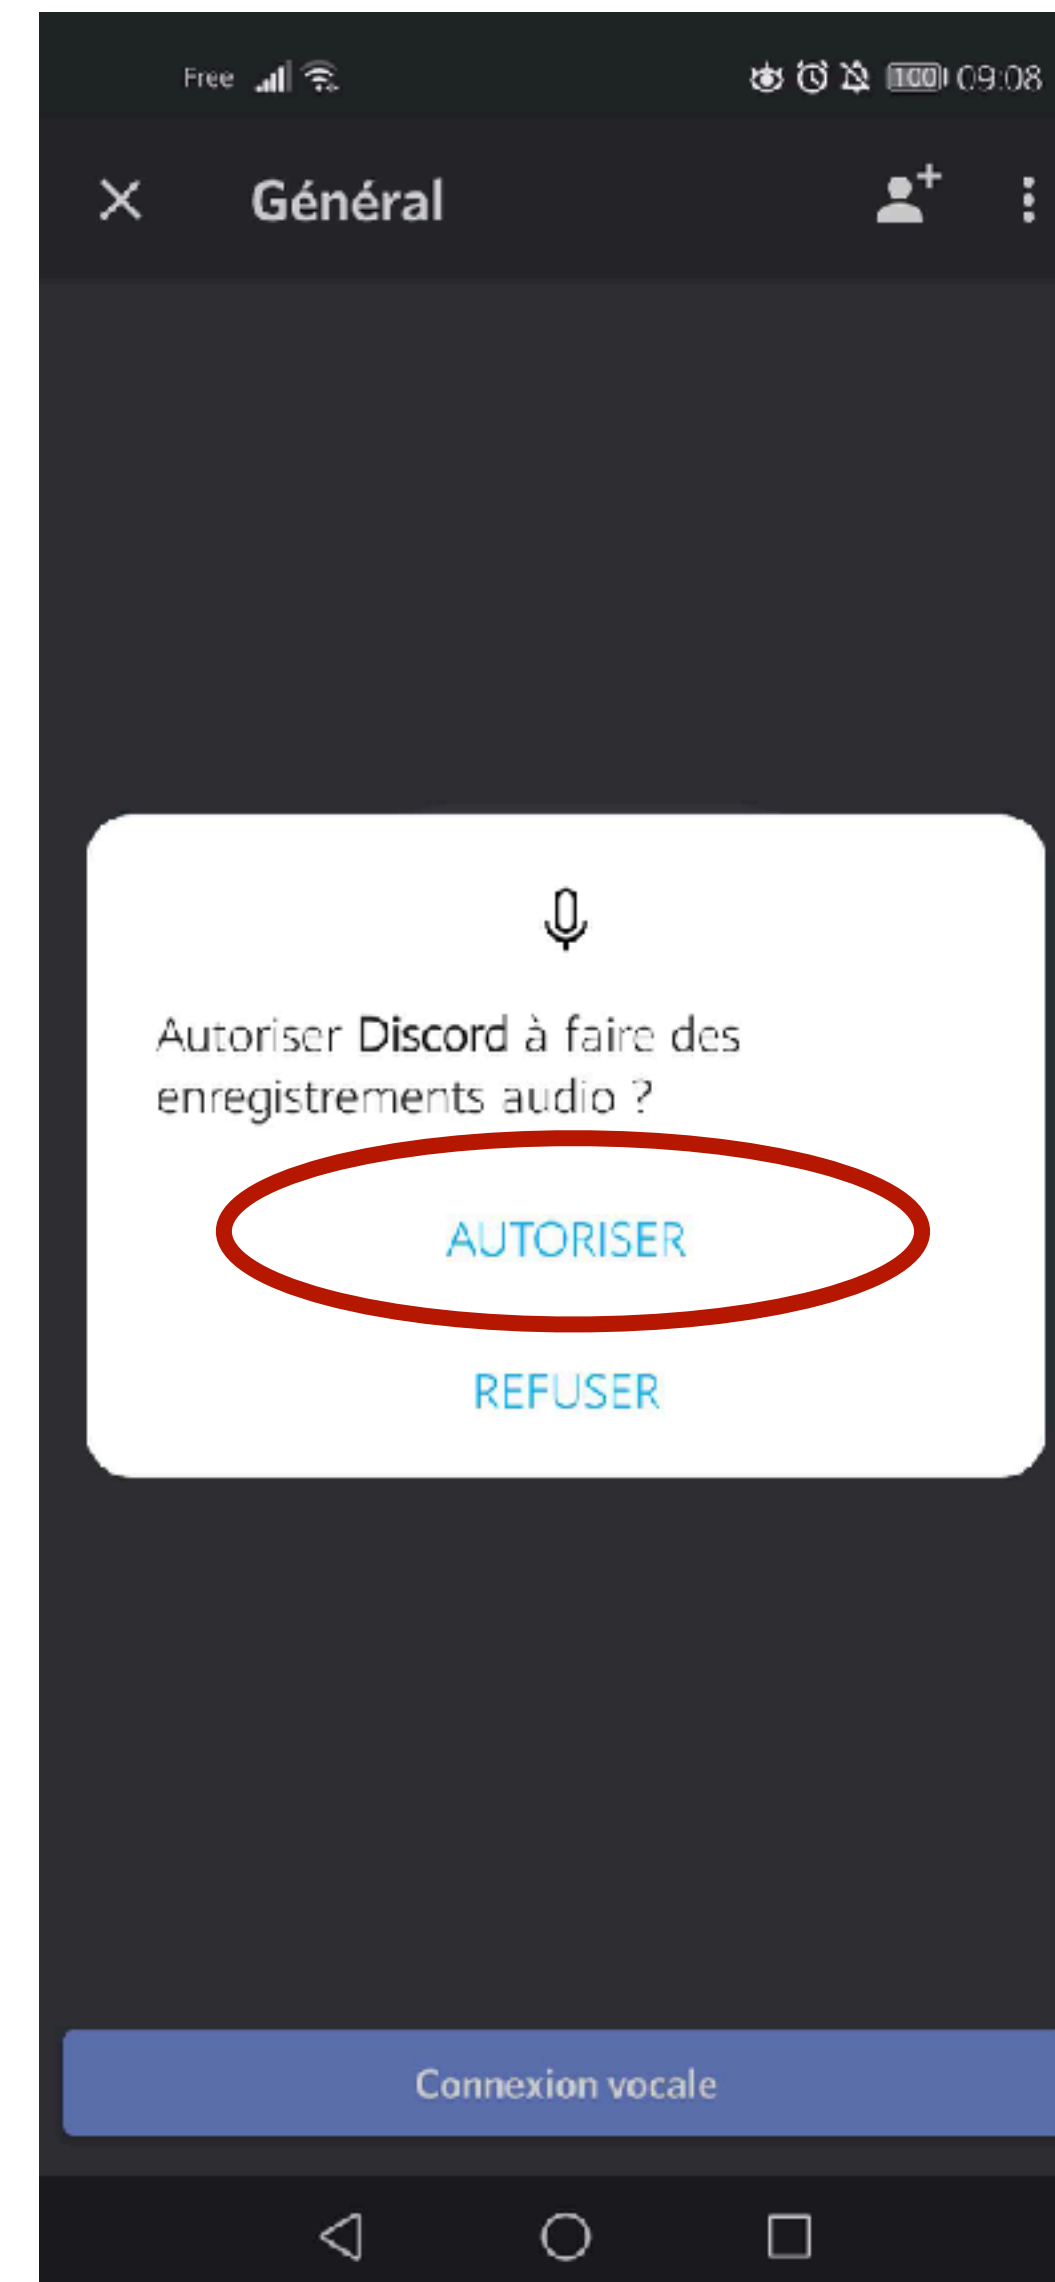 Free 100 09:08
Général
Autoriser Discord à faire des
enregistrements audio ?
AUTORISER
REFUSER
Connexion vocale